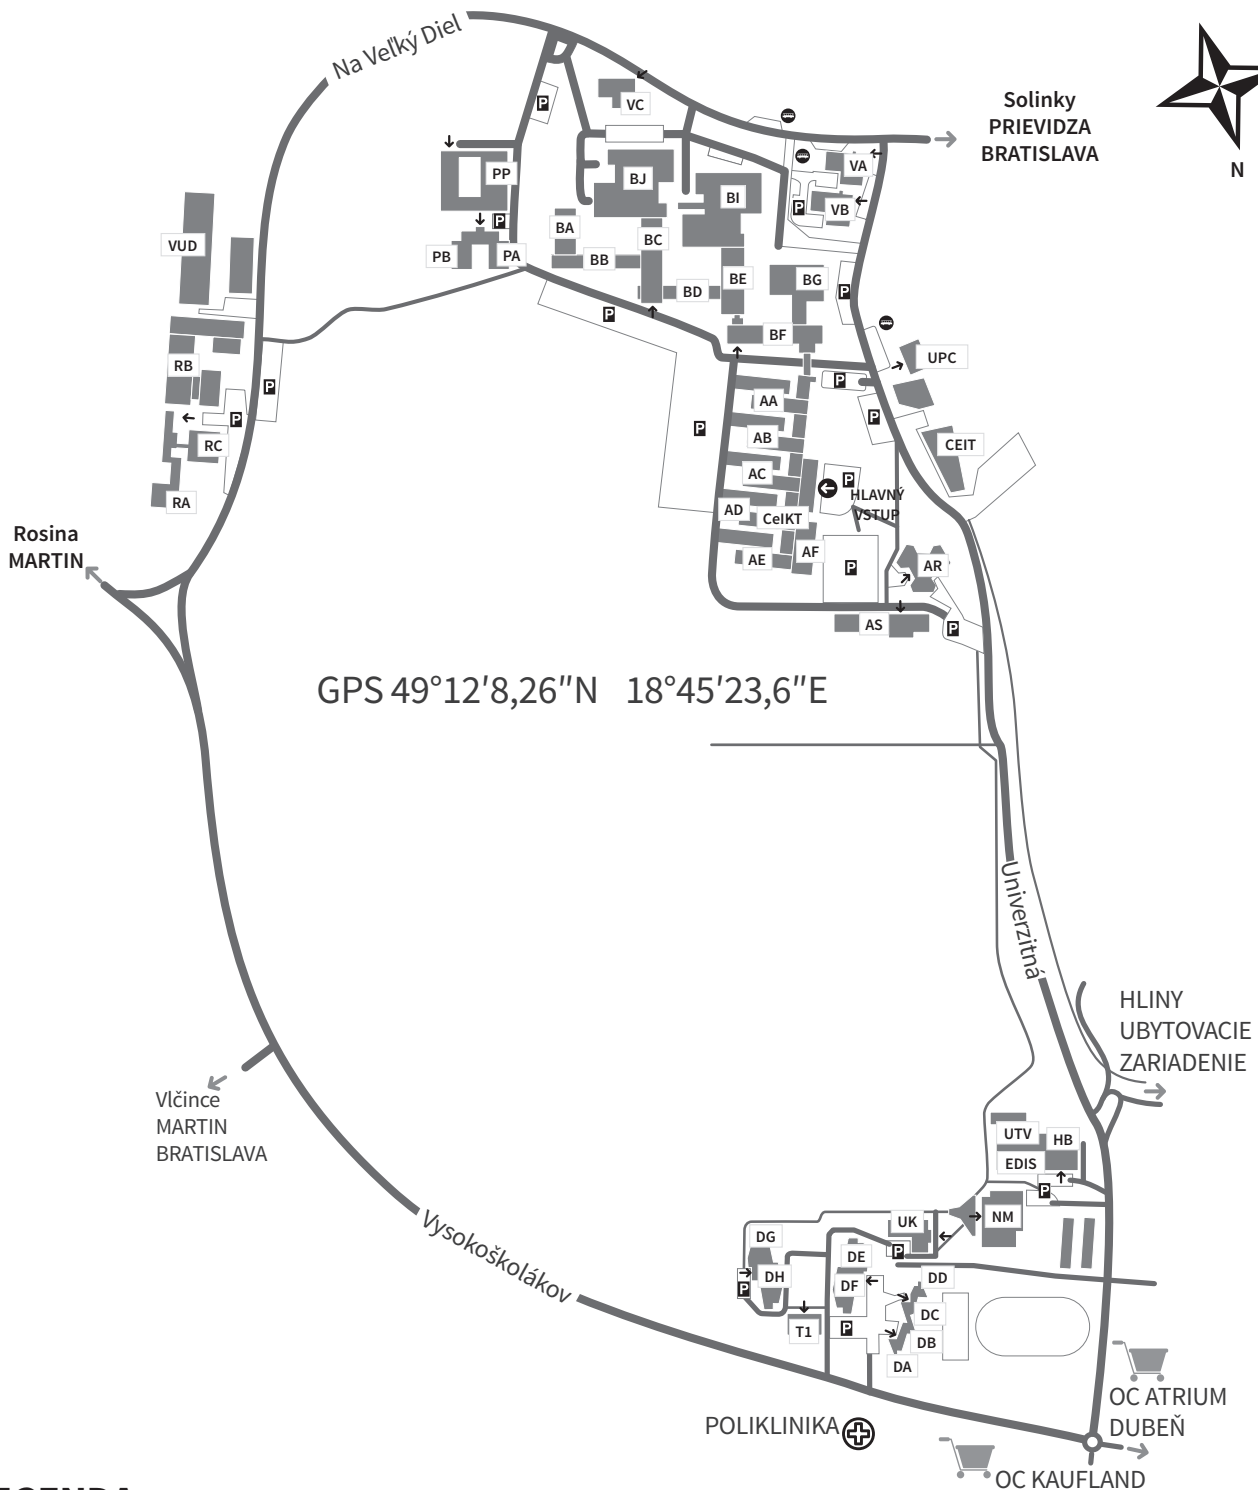 Na Veľký Diel
Solinky
PRIEVIDZA
BRATISLAVA
N
P
VC
VA
VB
P
PP
P
BJ
BI
VUD
PB
PA
BA
BC
BB
BE
BD
BG
P
P
BF
UPC
RB
P
P
RC
RA
AA
P
P
AB
P
CEIT
AC
P
HLAVNÝ
VSTUP
AD
CeIKT
AE
AF
P
AR
AS
P
Rosina
MARTIN
GPS 49°12'8,26"N 18°45'23,6"E
Univerzitná
HLINY
UBYTOVACIE
ZARIADENIE
Vlčince
MARTIN
BRATISLAVA
Vysokoškolákov
UTV
HB
EDIS
P
NM
UK
P
DG
DE
DH
DF
DD
P
T1
P
DC
DB
DA
OC ATRIUM
DUBEŇ
POLIKLINIKA
OC KAUFLAND